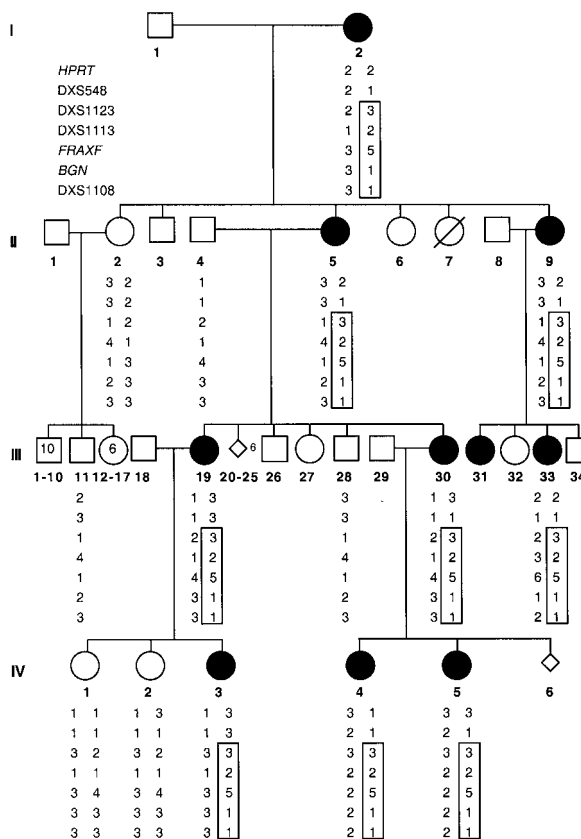 I
1 2
HPRT 2 2
DXS548 2 1
DXS1123 2 3
DXS1113 1 2
FRAXF 3 5
BGN 3 1
DXS1108 3 1
II
1 2 3 4 5 6 7 8 9
3 2 1 3 2 3 2
3 2 1 3 1 3 1
1 2 2 1 3 1 3
4 1 1 4 2 4 2
1 3 4 1 5 1 5
2 3 3 2 1 2 1
3 3 3 3 1 3 1
III 10 6 6
1-10 11 12-17 18 19 20-25 26 27 28 29 30 31 32 33 34
2 1 3 3 1 3 2 2
3 1 3 3 1 1 1 1
1 2 3 1 2 3 2 3
4 1 2 4 1 2 3 2
1 4 5 1 4 5 6 5
2 3 1 2 3 1 1 1
3 3 1 3 3 1 2 1
IV
1 2 3 4 5 6
1 1 1 3 1 3 3 1 3 3
1 1 1 1 1 3 2 1 2 1
3 2 3 2 3 3 3 3 3 3
1 1 1 1 1 2 2 2 2 2
3 4 3 4 3 5 2 5 2 5
3 3 3 3 3 1 3 1 3 1
3 3 3 3 3 1 3 1 3 1